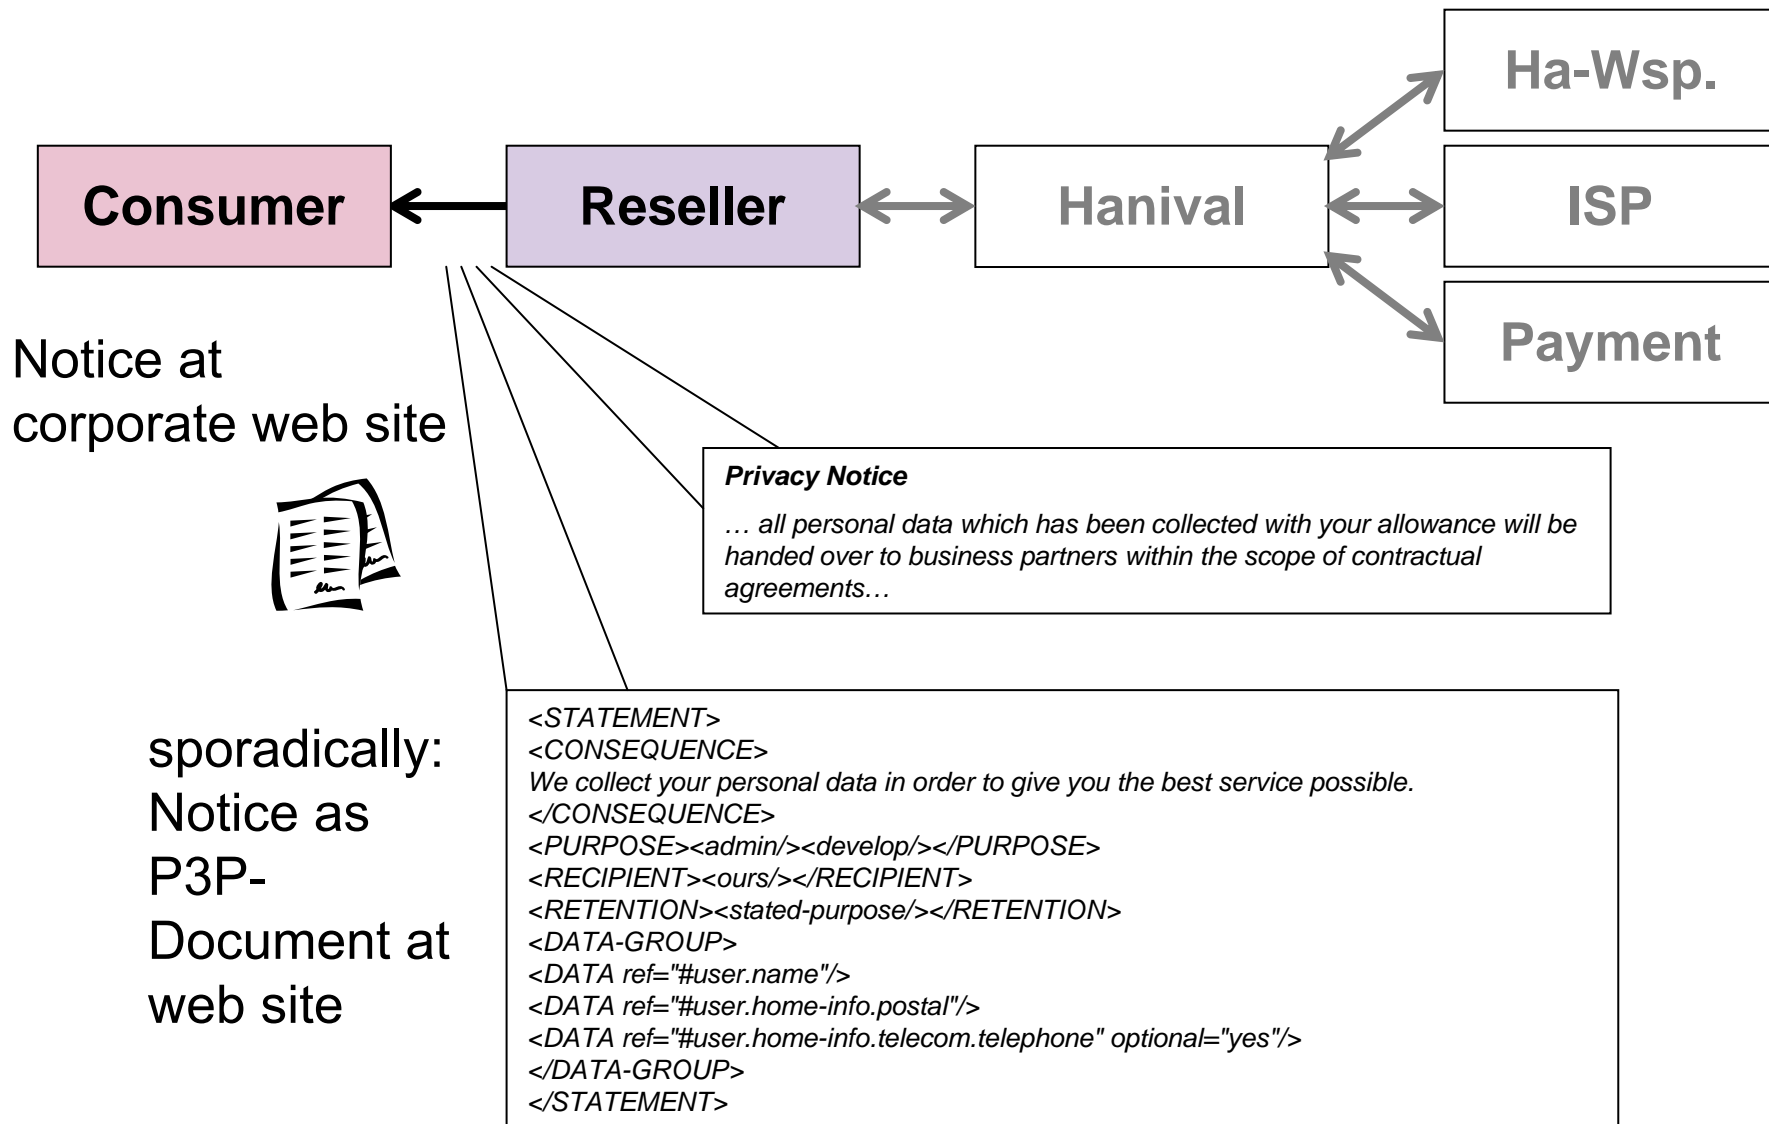 Ha-Wsp.
Consumer
Reseller
Hanival
ISP
Payment
Notice at
corporate web site
Privacy Notice
… all personal data which has been collected with your allowance will be
handed over to business partners within the scope of contractual
agreements…
sporadically:
Notice as
P3P-
Document at
web site
<STATEMENT>
<CONSEQUENCE>
We collect your personal data in order to give you the best service possible.
</CONSEQUENCE>
<PURPOSE><admin/><develop/></PURPOSE>
<RECIPIENT><ours/></RECIPIENT>
<RETENTION><stated-purpose/></RETENTION>
<DATA-GROUP>
<DATA ref="#user.name"/>
<DATA ref="#user.home-info.postal"/>
<DATA ref="#user.home-info.telecom.telephone" optional="yes"/>
</DATA-GROUP>
</STATEMENT>